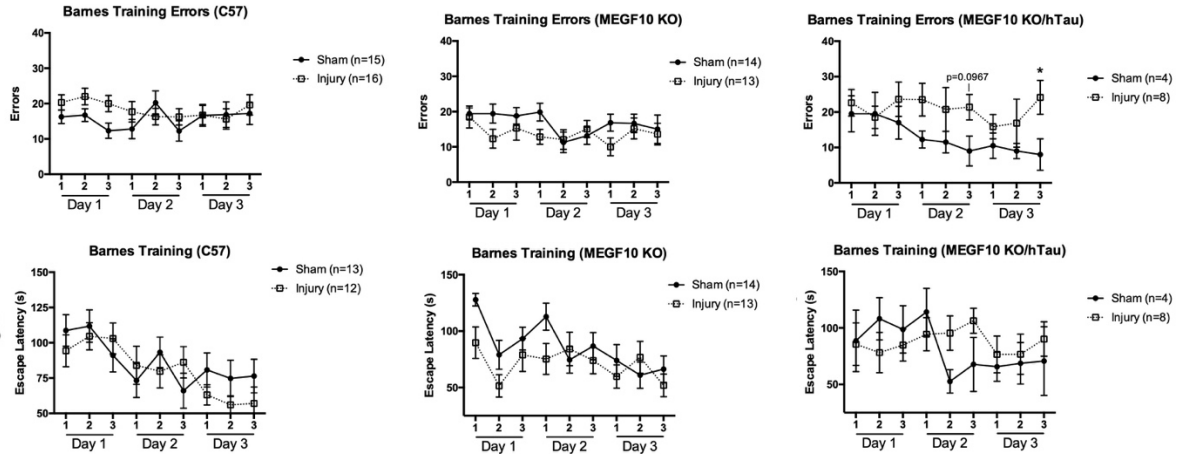 Barnes Training Errors (C57)
Errors
40
30
20
10
0
1 2 3 1 2 3 1 2 3
Day 1 Day 2 Day 3
Sham (n=15)
Injury (n=16)
Barnes Training Errors (MEGF10 KO)
Errors
40
30
20
10
0
1 2 3 1 2 3 1 2 3
Day 1 Day 2 Day 3
Sham (n=14)
Injury (n=13)
Barnes Training Errors (MEGF10 KO/hTau)
Errors
40
30
20
10
0
p=0.0967
*
1 2 3 1 2 3 1 2 3
Day 1 Day 2 Day 3
Sham (n=4)
Injury (n=8)
Barnes Training (C57)
Escape Latency (s)
150
125
100
75
50
1 2 3 1 2 3 1 2 3
Day 1 Day 2 Day 3
Sham (n=13)
Injury (n=12)
Barnes Training (MEGF10 KO)
Escape Latency (s)
150
100
50
1 2 3 1 2 3 1 2 3
Day 1 Day 2 Day 3
Sham (n=14)
Injury (n=13)
Barnes Training (MEGF10 KO/hTau)
Escape Latency (s)
150
100
50
1 2 3 1 2 3 1 2 3
Day 1 Day 2 Day 3
Sham (n=4)
Injury (n=8)